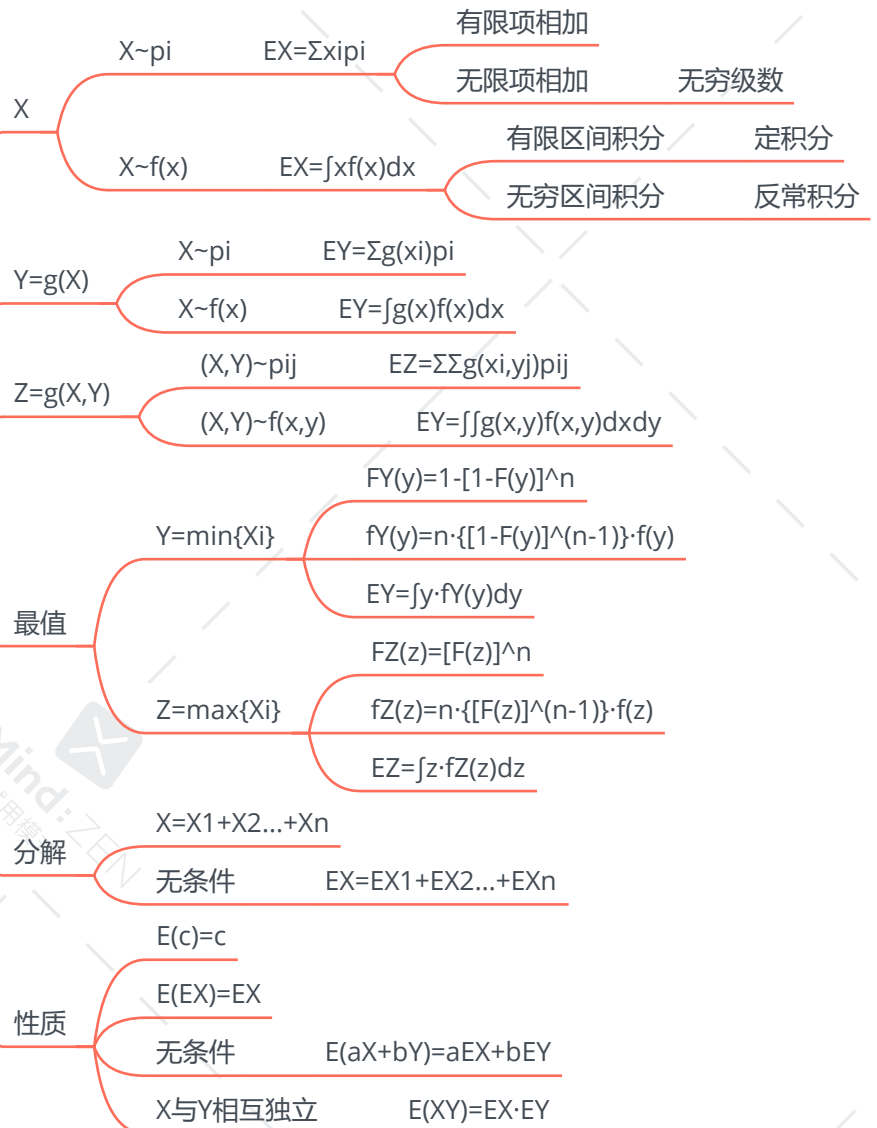 X
X~pi EX=Σxipi
有限项相加
无限项相加 无穷级数
X~f(x) EX=∫xf(x)dx
有限区间积分 定积分
无穷区间积分 反常积分
Y=g(X)
X~pi EY=Σg(xi)pi
X~f(x) EY=∫g(x)f(x)dx
Z=g(X,Y)
(X,Y)~pij EZ=ΣΣg(xi,yj)pij
(X,Y)~f(x,y) EY=∫∫g(x,y)f(x,y)dxdy
最值
Y=min{Xi}
FY(y)=1-[1-F(y)]^n
fY(y)=n·{[1-F(y)]^(n-1)}·f(y)
EY=∫y·fY(y)dy
Z=max{Xi}
FZ(z)=[F(z)]^n
fZ(z)=n·{[F(z)]^(n-1)}·f(z)
EZ=∫z·fZ(z)dz
分解
X=X1+X2...+Xn
无条件 EX=EX1+EX2...+EXn
性质
E(c)=c
E(EX)=EX
无条件 E(aX+bY)=aEX+bEY
X与Y相互独立 E(XY)=EX·EY
Mind:ZEN